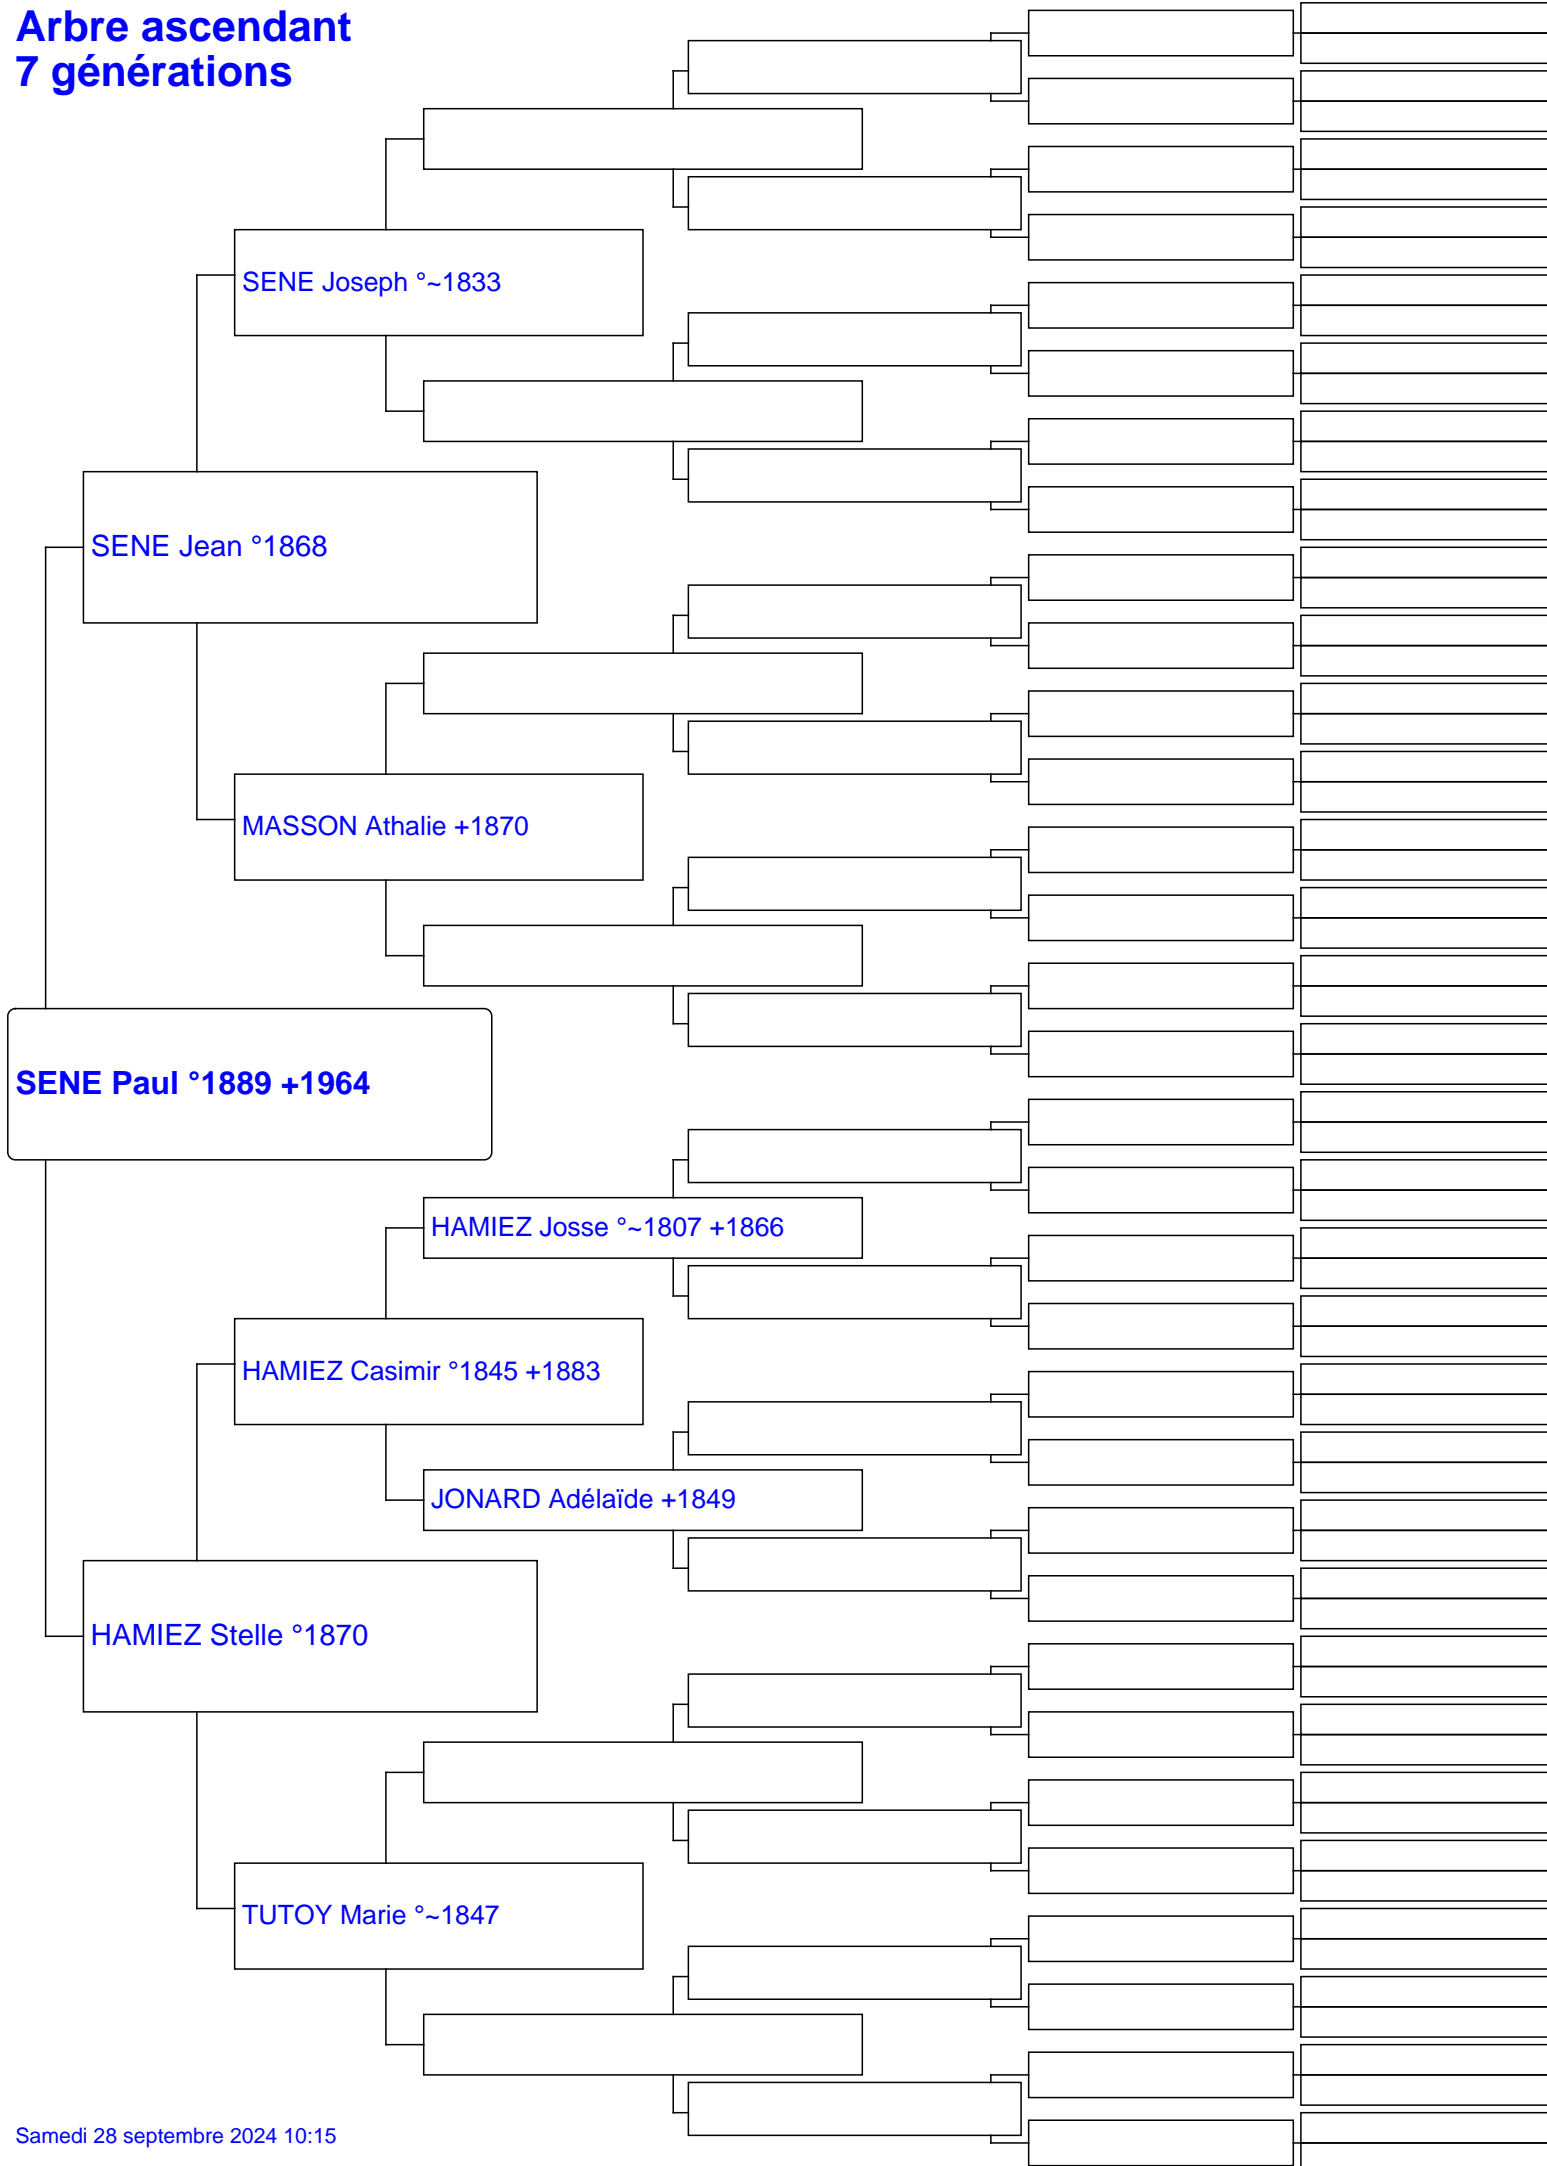 Arbre ascendant
7 générations
SENE Joseph °~1833
SENE Jean °1868
MASSON Athalie +1870
SENE Paul °1889 +1964
HAMIEZ Josse °~1807 +1866
HAMIEZ Casimir °1845 +1883
JONARD Adélaïde +1849
HAMIEZ Stelle °1870
TUTOY Marie °~1847
Samedi 28 septembre 2024 10:15